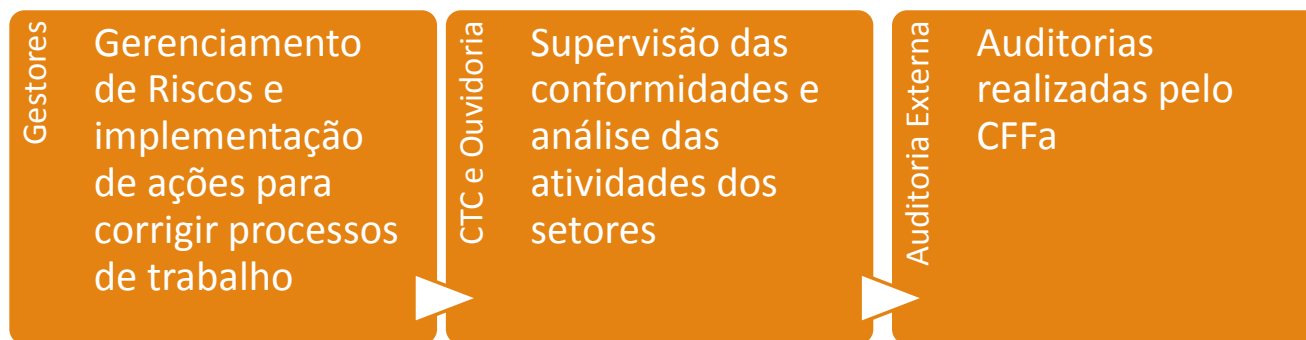 Gestores
Gerenciamento
de Riscos e
implementação
de ações para
corrigir processos
de trabalho
CTC e Ouvidoria
Supervisão das
conformidades e
análise das
atividades dos
setores
Auditoria Externa
Auditorias
realizadas pelo
CFFa